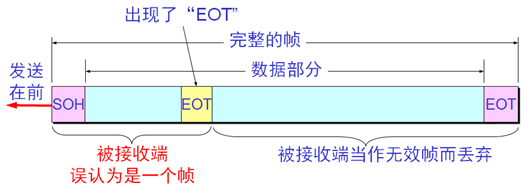 出现了“EOT”
完整的帧
发送
在前
数据部分
SOH
EOT
EOT
被接收端
误认为是一个帧
被接收端当作无效帧而丢弃